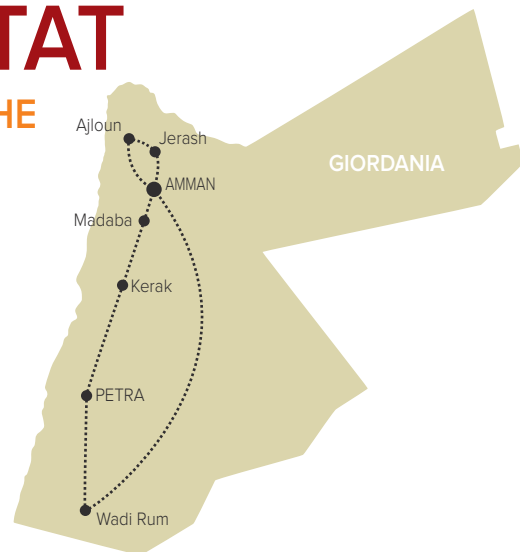 TAT
HE
Ajloun
Jerash
GIORDANIA
AMMAN
Madaba
Kerak
PETRA
Wadi Rum